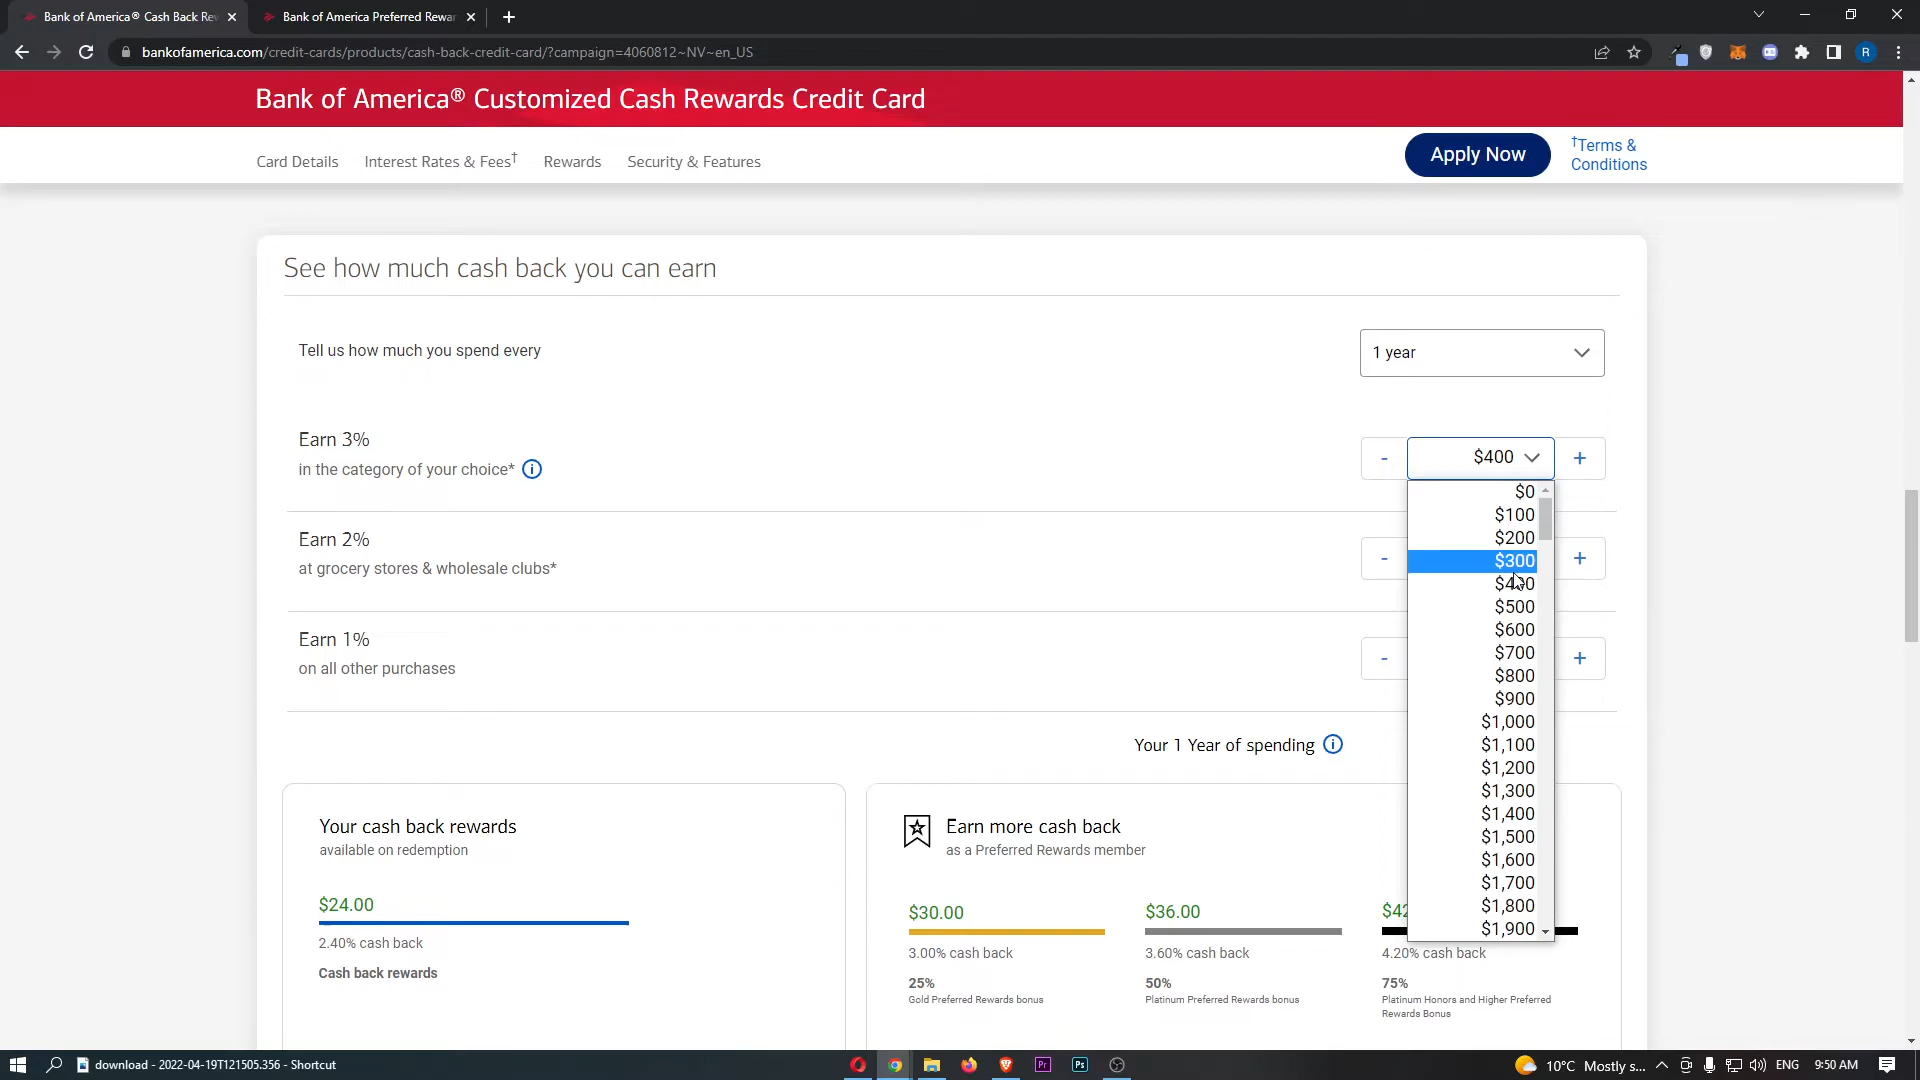 Bank of America® Cash Back Rew
Bank of America Preferred Rewar
bankofamerica.com/credit-cards/products/cash-back-credit-card/?campaign=4060812~NV~en_US
R
Bank of America® Customized Cash Rewards Credit Card
Card Details
Interest Rates & Fees†
Rewards
Security & Features
Apply Now
†Terms &
Conditions
See how much cash back you can earn
Tell us how much you spend every
1 year
Earn 3%
in the category of your choice*
- $400 +
Earn 2%
at grocery stores & wholesale clubs*
- +
Earn 1%
on all other purchases
- +
$0
$100
$200
$300
$400
$500
$600
$700
$800
$900
$1,000
$1,100
$1,200
$1,300
$1,400
$1,500
$1,600
$1,700
$1,800
$1,900
Your 1 Year of spending
Your cash back rewards
available on redemption
$24.00
2.40% cash back
Cash back rewards
Earn more cash back
as a Preferred Rewards member
$30.00
3.00% cash back
25%
Gold Preferred Rewards bonus
$36.00
3.60% cash back
50%
Platinum Preferred Rewards bonus
$42
4.20% cash back
75%
Platinum Honors and Higher Preferred
Rewards Bonus
download - 2022-04-19T121505.356 - Shortcut
Pr
Ps
10°C Mostly s...
ENG
9:50 AM